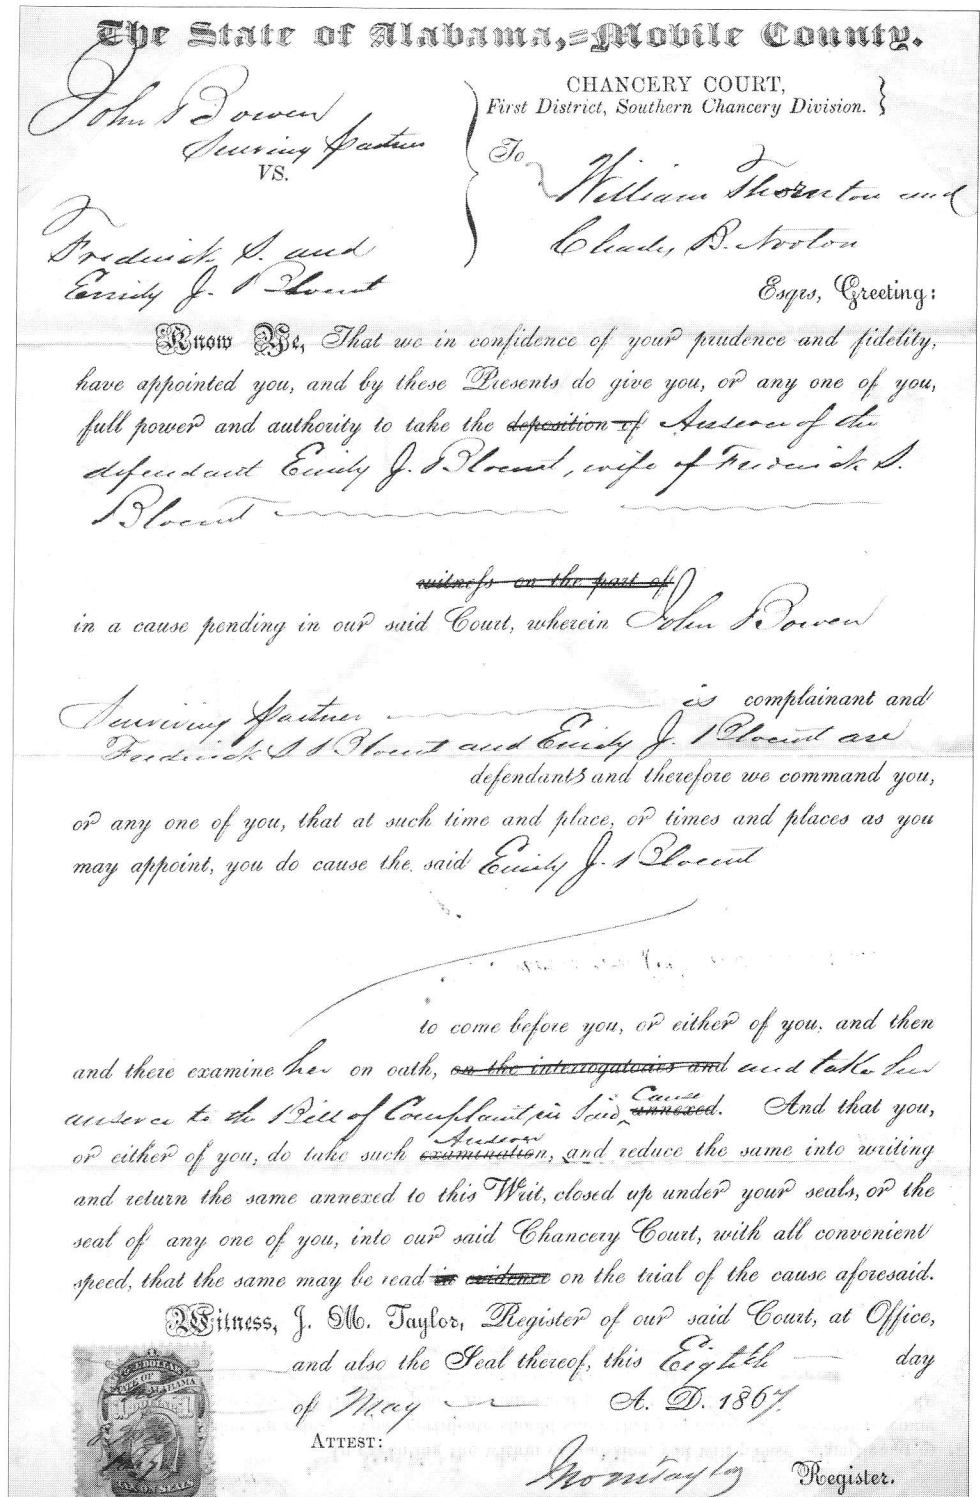 The State of Alabama,=Mobile County.
John Bowen
Surviving partner
VS.
Frederick S. and
Emily J. Blount
CHANCERY COURT,
First District, Southern Chancery Division.
To
William Thornton and
Charles B. Norton
Esqrs, Greeting:
Know Ye, That we in confidence of your prudence and fidelity,
have appointed you, and by these Presents do give you, or any one of you,
full power and authority to take the deposition of Answer of the
defendant Emily J. Blount, wife of Frederick S.
Blount
witness on the part of
in a cause pending in our said Court, wherein John Bowen
Surviving partner is complainant and
Frederick S Blount and Emily J. Blount are
defendants and therefore we command you,
or any one of you, that at such time and place, or times and places as you
may appoint, you do cause the said Emily J. Blount
to come before you, or either of you, and then
and there examine her on oath, on the interrogatoirs and and take her
answer to the Bill of Complaint in said Cause annexed. And that you,
or either of you, do take such examination, Answer and reduce the same into writing
and return the same annexed to this Writ, closed up under your seals, or the
seal of any one of you, into our said Chancery Court, with all convenient
speed, that the same may be read in evidence on the trial of the cause aforesaid.
Witness, J. M. Taylor, Register of our said Court, at Office,
and also the Seal thereof, this Eighth day
of May A. D. 1867.
ATTEST:
Jno M Taylor Register.
DOLLAR
STATE OF
ALABAMA
TAX ON SEALS